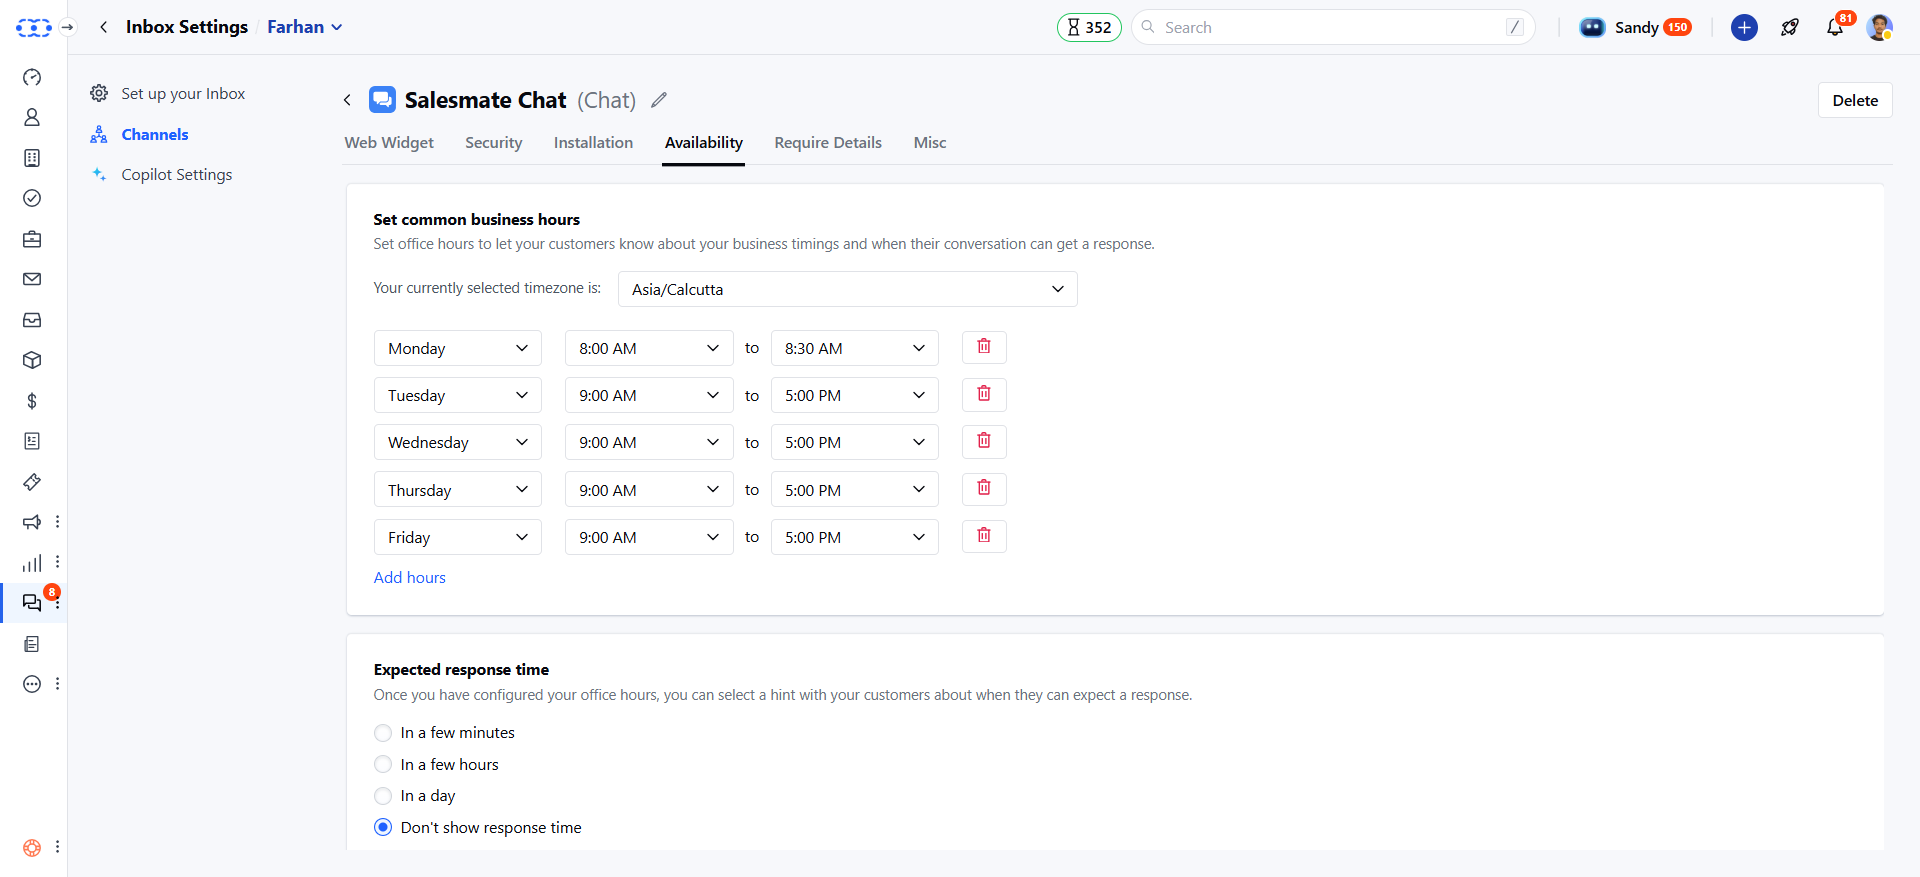 Inbox Settings / Farhan
352
Search /
Sandy 150
81
Set up your Inbox
Channels
Copilot Settings
Salesmate Chat (Chat)
Delete
Web Widget Security Installation Availability Require Details Misc
Set common business hours
Set office hours to let your customers know about your business timings and when their conversation can get a response.
Your currently selected timezone is: Asia/Calcutta
Monday 8:00 AM to 8:30 AM
Tuesday 9:00 AM to 5:00 PM
Wednesday 9:00 AM to 5:00 PM
Thursday 9:00 AM to 5:00 PM
Friday 9:00 AM to 5:00 PM
Add hours
8
Expected response time
Once you have configured your office hours, you can select a hint with your customers about when they can expect a response.
In a few minutes
In a few hours
In a day
Don't show response time